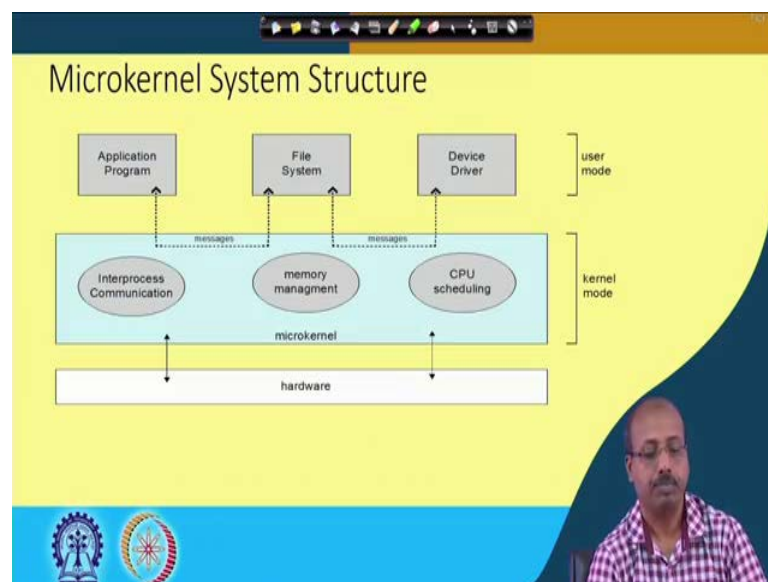 Microkernel System Structure
Application
Program
File
System
Device
Driver
user
mode
messages
messages
Interprocess
Communication
memory
managment
CPU
scheduling
kernel
mode
microkernel
hardware